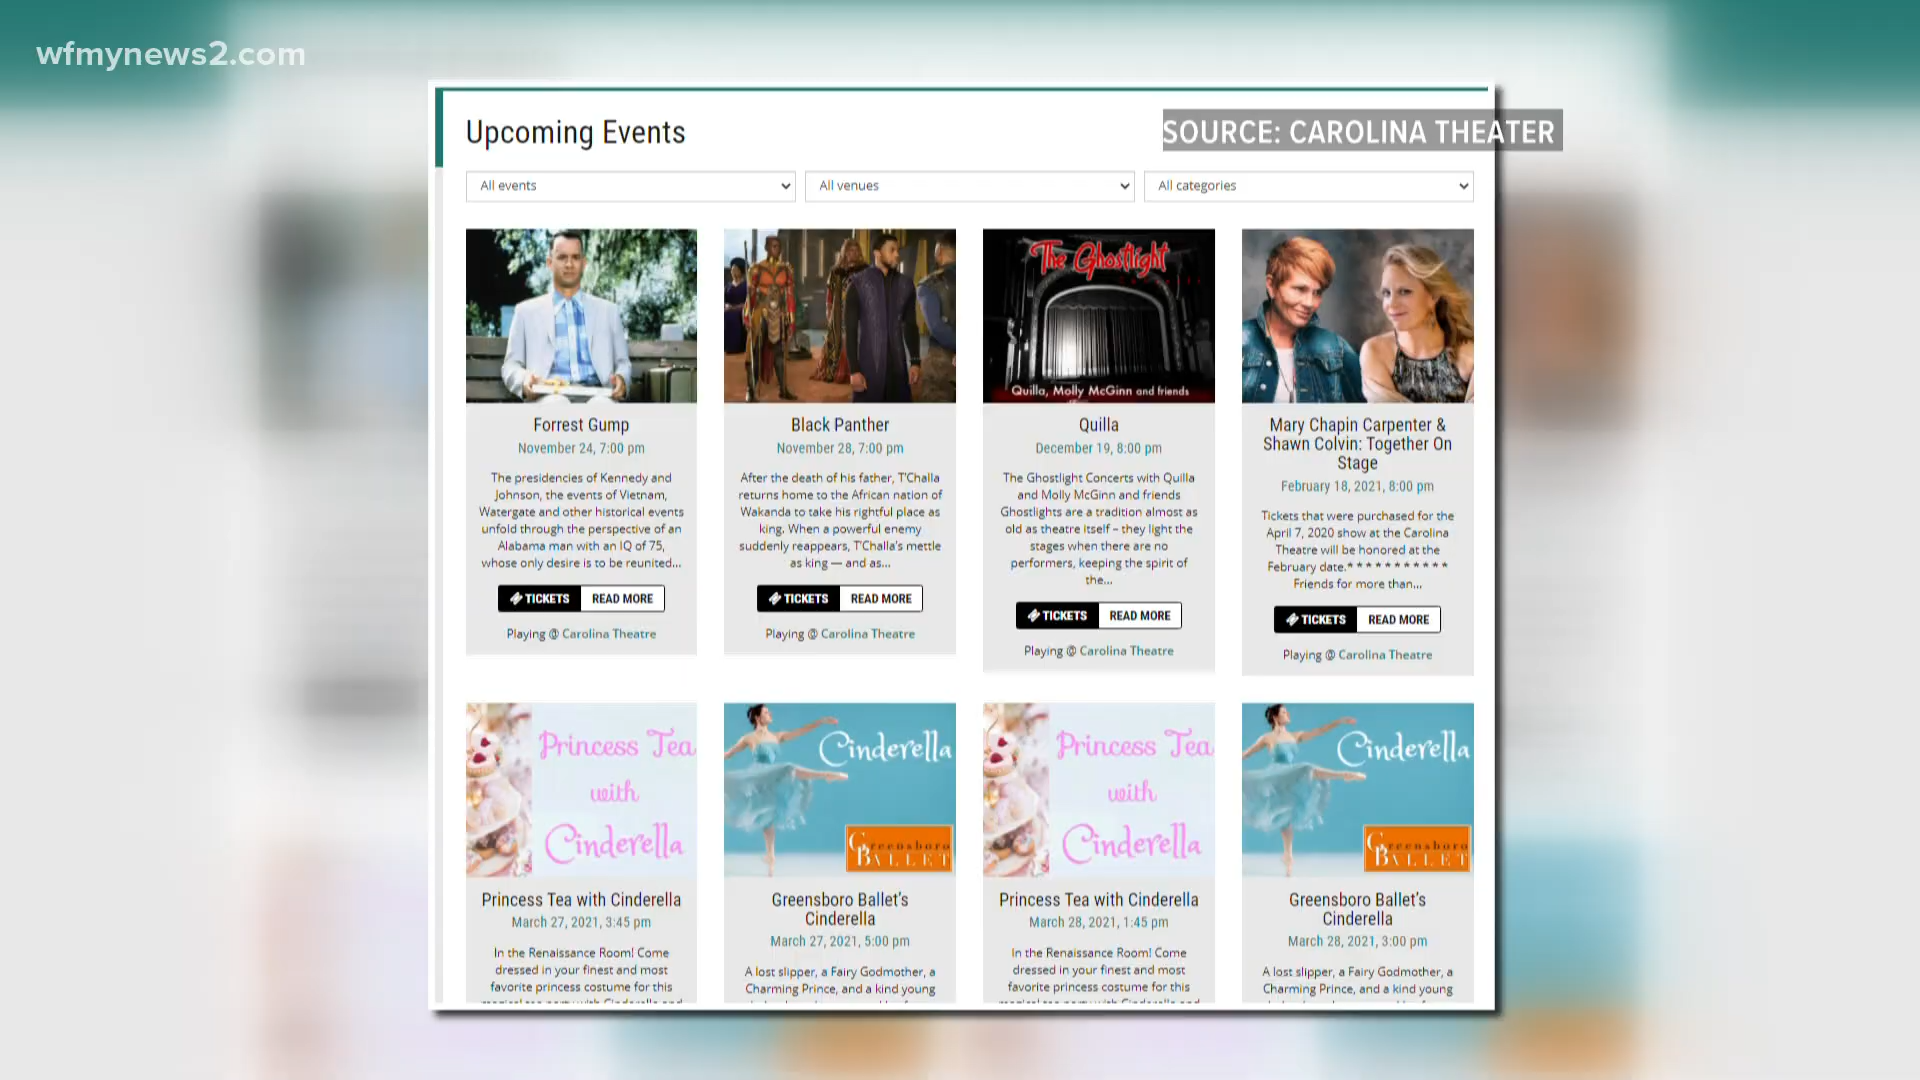 wfmynews2.com
SOURCE: CAROLINA THEATER
Upcoming Events
All events
All venues
All categories
Forrest Gump
November 24, 7:00 pm
The presidencies of Kennedy and
Johnson, the events of Vietnam,
Watergate and other historical events
unfold through the perspective of an
Alabama man with an IQ of 75,
whose only desire is to be reunited...
TICKETS READ MORE
Playing @ Carolina Theatre
Black Panther
November 28, 7:00 pm
After the death of his father, T'Challa
returns home to the African nation of
Wakanda to take his rightful place as
king. When a powerful enemy
suddenly reappears, T'Challa's mettle
as king — and as...
TICKETS READ MORE
Playing @ Carolina Theatre
The Ghostlight
Quilla, Molly McGinn and friends
Quilla
December 19, 8:00 pm
The Ghostlight Concerts with Quilla
and Molly McGinn and friends
Ghostlights are a tradition almost as
old as theatre itself – they light the
stages when there are no
performers, keeping the spirit of
the...
TICKETS READ MORE
Playing @ Carolina Theatre
Mary Chapin Carpenter &
Shawn Colvin: Together On
Stage
February 18, 2021, 8:00 pm
Tickets that were purchased for the
April 7, 2020 show at the Carolina
Theatre will be honored at the
February date.* * * * * * * * * * *
Friends for more than...
TICKETS READ MORE
Playing @ Carolina Theatre
Princess Tea
with
Cinderella
Princess Tea with Cinderella
March 27, 2021, 3:45 pm
In the Renaissance Room! Come
dressed in your finest and most
favorite princess costume for this
Cinderella
Greensboro
BALLET
Greensboro Ballet's
Cinderella
March 27, 2021, 5:00 pm
A lost slipper, a Fairy Godmother, a
Charming Prince, and a kind young
Princess Tea
with
Cinderella
Princess Tea with Cinderella
March 28, 2021, 1:45 pm
In the Renaissance Room! Come
dressed in your finest and most
favorite princess costume for this
Cinderella
Greensboro
BALLET
Greensboro Ballet's
Cinderella
March 28, 2021, 3:00 pm
A lost slipper, a Fairy Godmother, a
Charming Prince, and a kind young